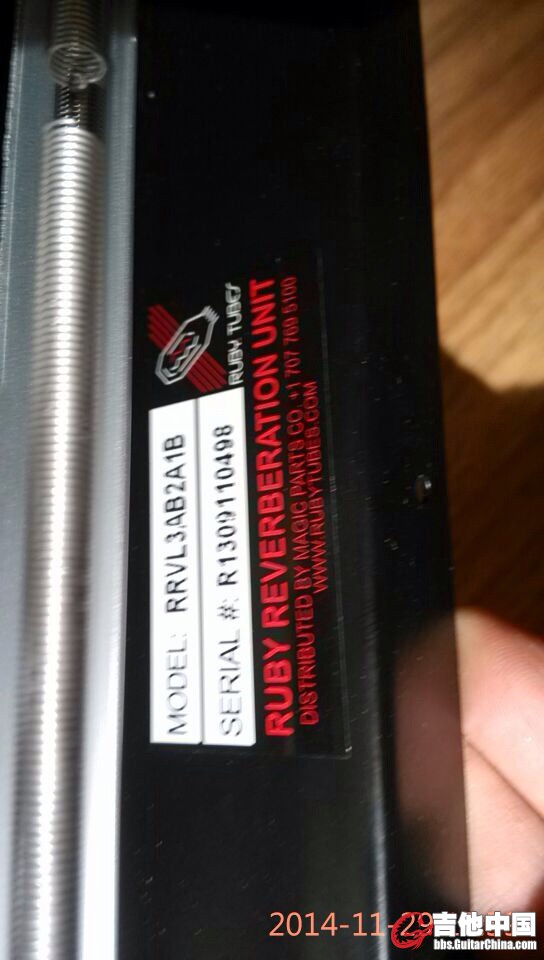 RUBY TUBES
MODEL: RRVL3AB2A1B
SERIAL #: R1309110498
RUBY REVERBERATION UNIT
DISTRIBUTED BY MAGIC PARTS CO. +1 707 760 5100
WWW.RUBYTUBES.COM
2014-11-29
吉他中国
bbs.GuitarChina.com